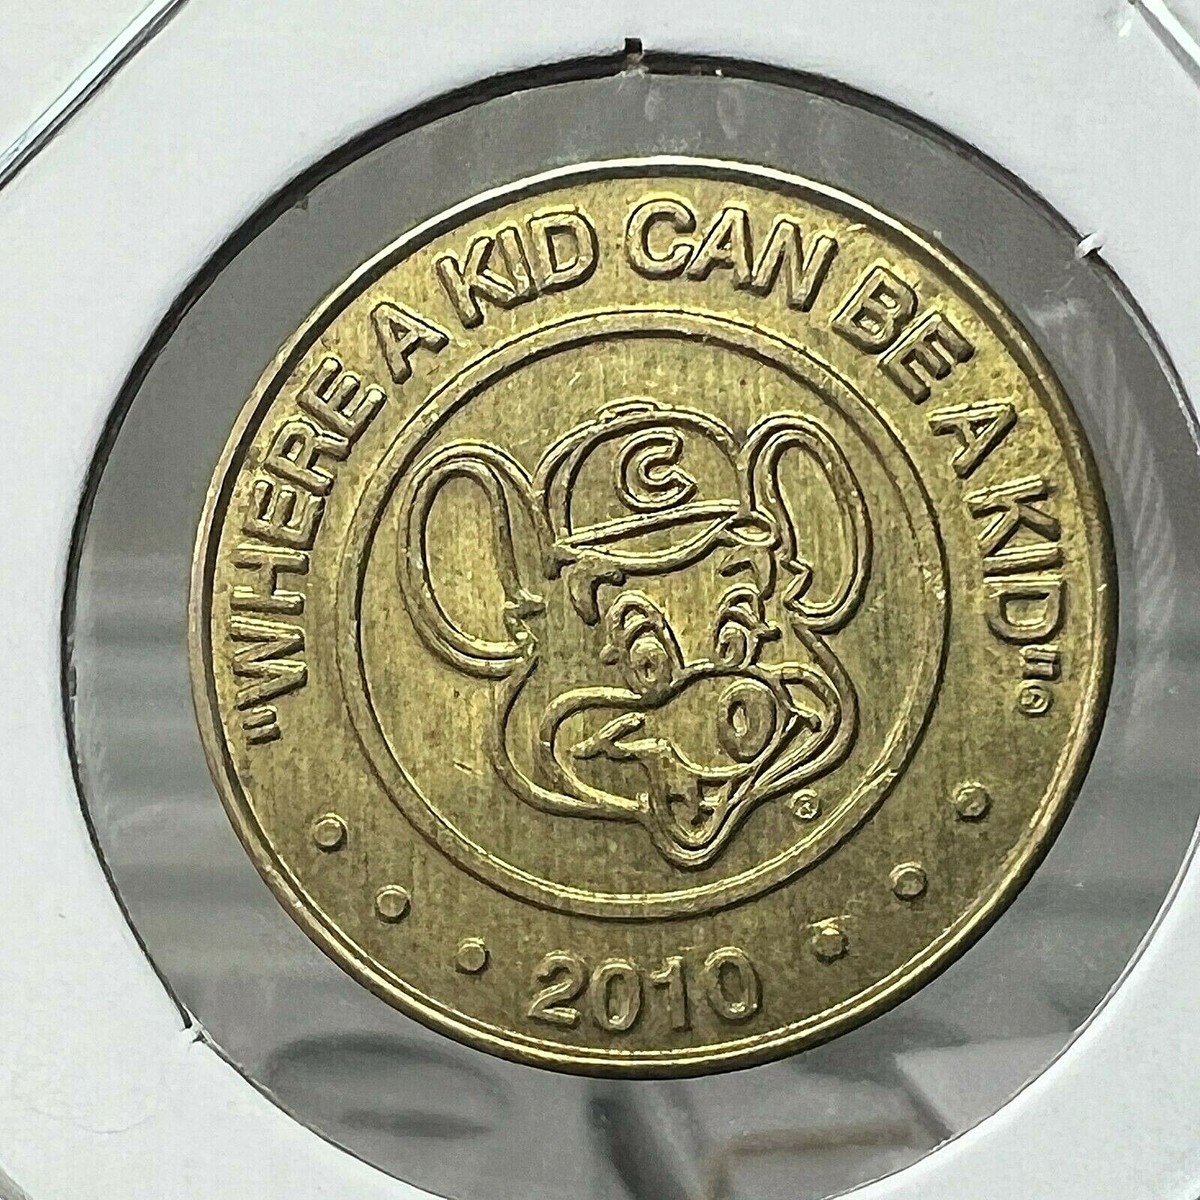 "WHERE A KID CAN BE A KID"®
C
®
2010